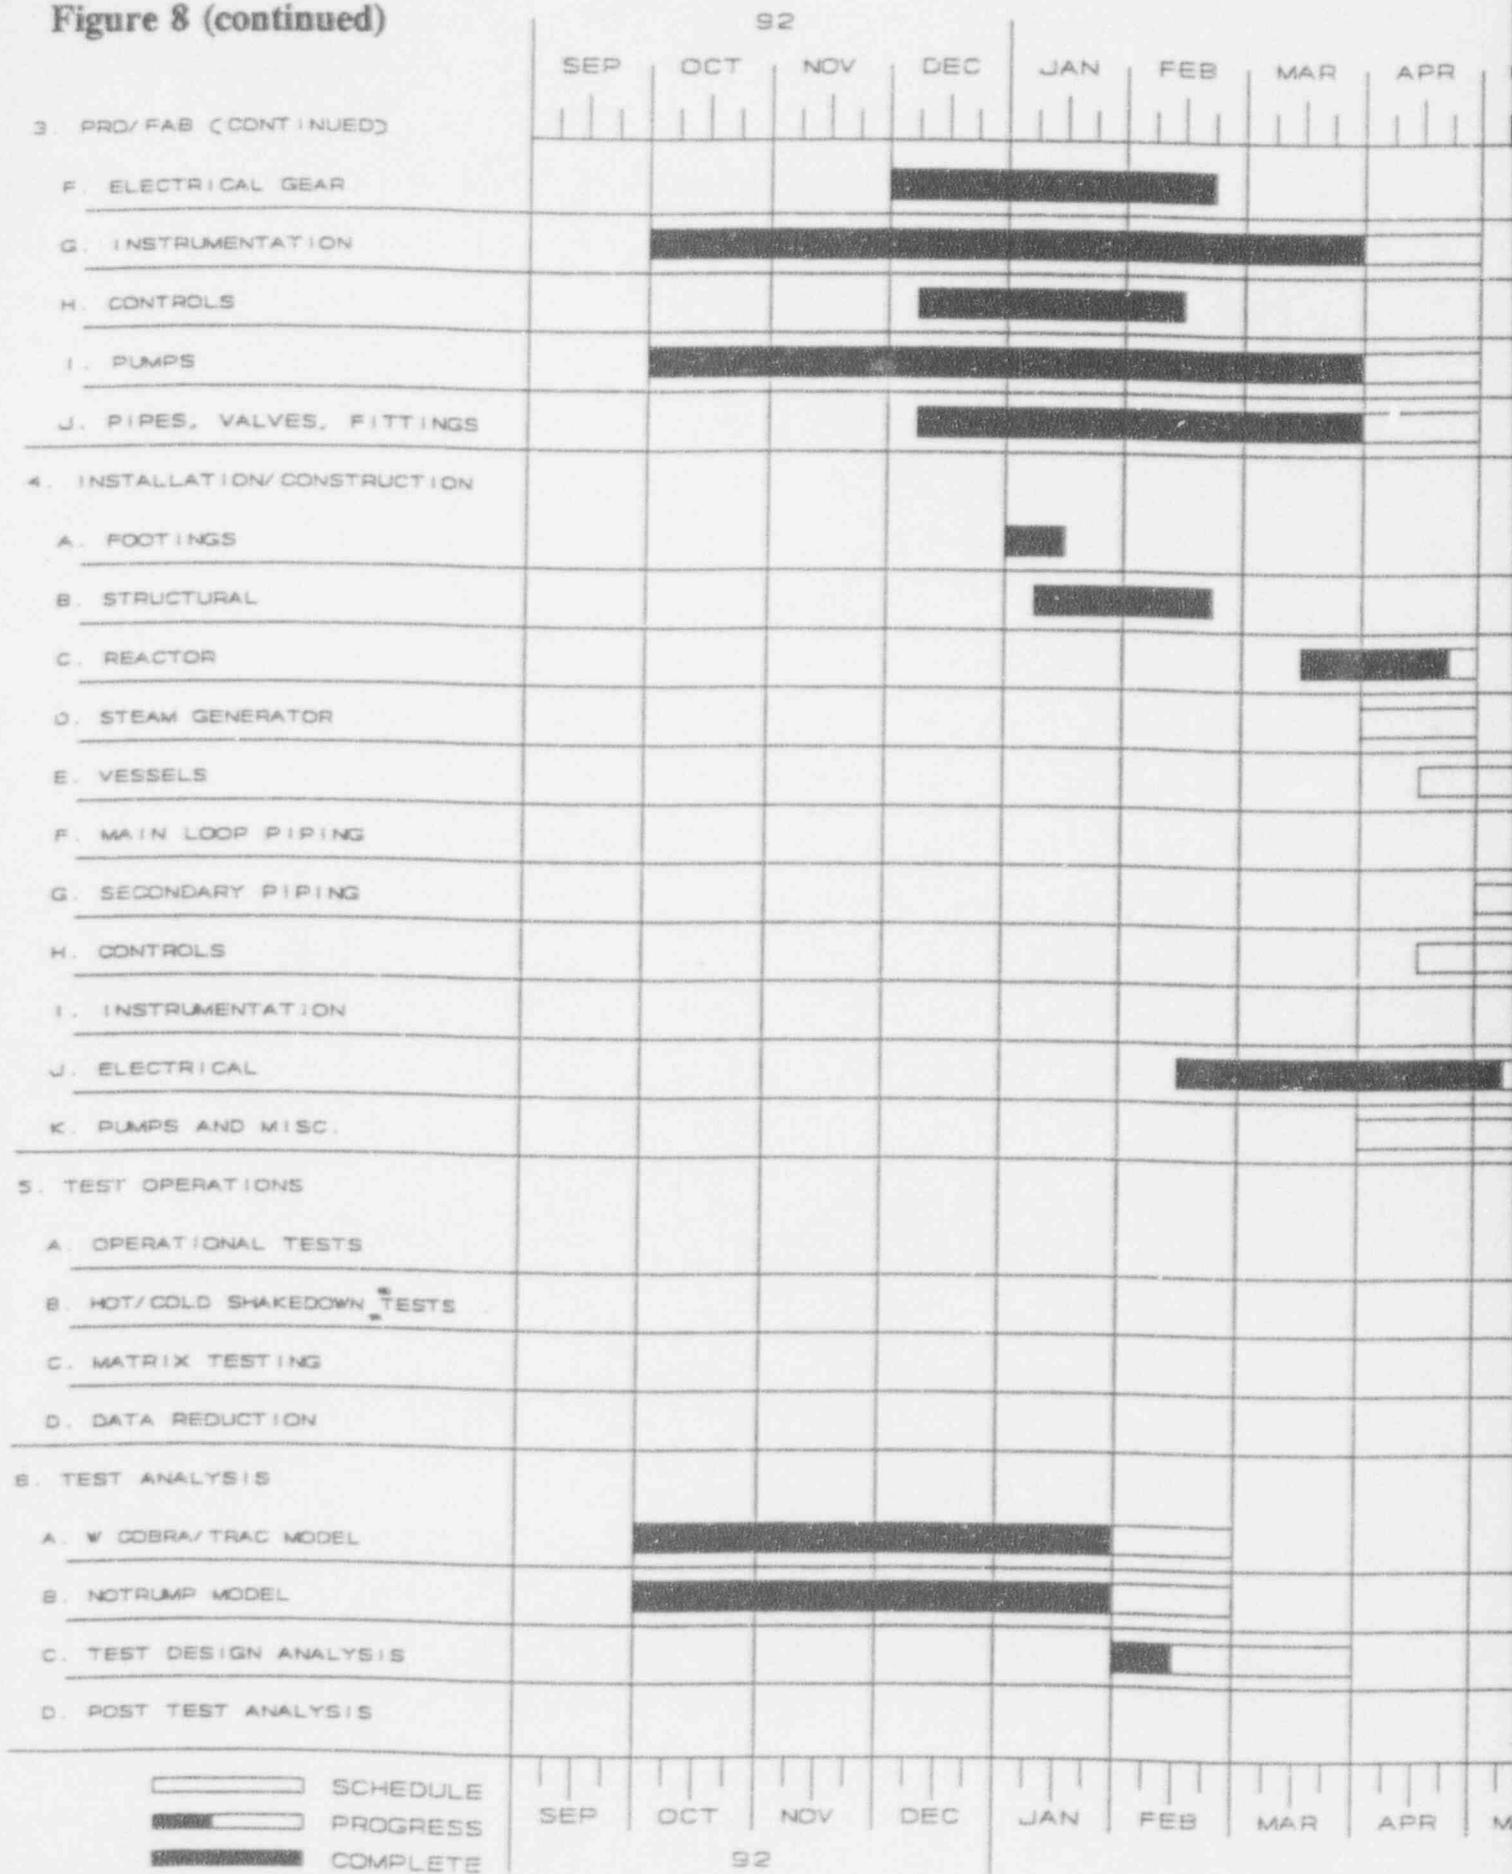 Figure 8 (continued)
92
SEP OCT NOV DEC JAN FEB MAR APR
3. PRO/FAB (CONTINUED)
F. ELECTRICAL GEAR
G. INSTRUMENTATION
H. CONTROLS
I. PUMPS
J. PIPES, VALVES, FITTINGS
4. INSTALLATION/CONSTRUCTION
A. FOOTINGS
B. STRUCTURAL
C. REACTOR
D. STEAM GENERATOR
E. VESSELS
F. MAIN LOOP PIPING
G. SECONDARY PIPING
H. CONTROLS
I. INSTRUMENTATION
J. ELECTRICAL
K. PUMPS AND MISC.
5. TEST OPERATIONS
A. OPERATIONAL TESTS
B. HOT/COLD SHAKEDOWN TESTS
C. MATRIX TESTING
D. DATA REDUCTION
6. TEST ANALYSIS
A. W COBRA/TRAC MODEL
B. NOTRUMP MODEL
C. TEST DESIGN ANALYSIS
D. POST TEST ANALYSIS
SCHEDULE
PROGRESS
COMPLETE
SEP OCT NOV DEC JAN FEB MAR APR M
92